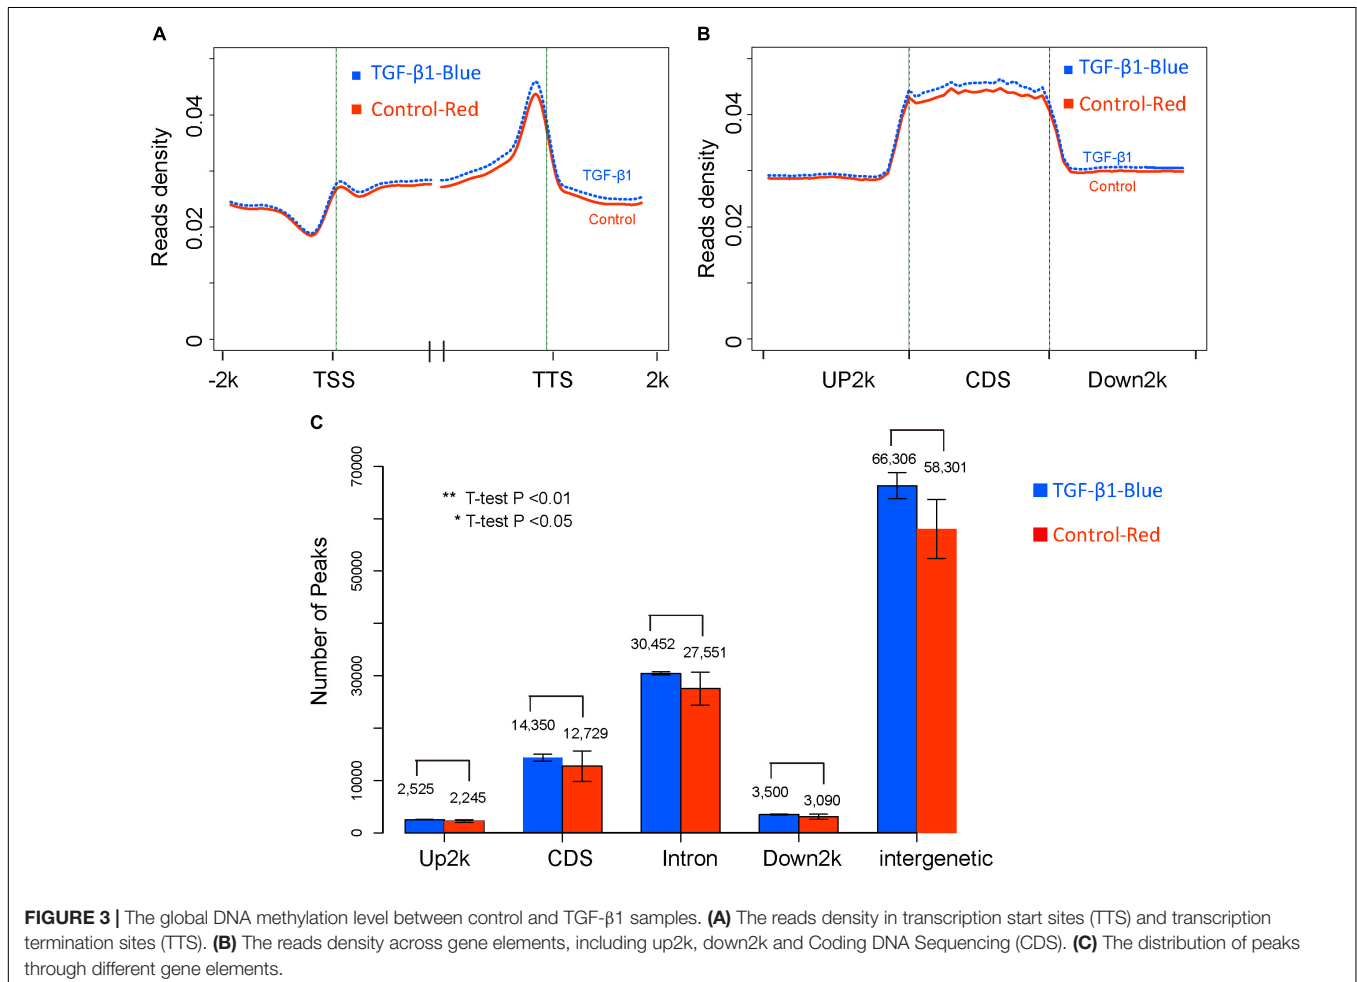 A
TGF-β1-Blue
Control-Red
Reads density
0.04
0.02
0
TGF-β1
Control
-2k
TSS
TTS
2k
B
TGF-β1-Blue
Control-Red
Reads density
0.04
0.02
0
TGF-β1
Control
UP2k
CDS
Down2k
C
Number of Peaks
70000
50000
30000
10000
0
** T-test P <0.01
* T-test P <0.05
2,525
2,245
14,350
12,729
30,452
27,551
3,500
3,090
66,306
58,301
Up2k
CDS
Intron
Down2k
intergenetic
TGF-β1-Blue
Control-Red
FIGURE 3 | The global DNA methylation level between control and TGF-β1 samples. (A) The reads density in transcription start sites (TTS) and transcription
termination sites (TTS). (B) The reads density across gene elements, including up2k, down2k and Coding DNA Sequencing (CDS). (C) The distribution of peaks
through different gene elements.